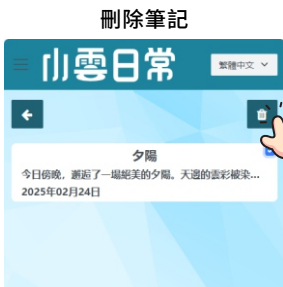 刪除筆記
小雲日常
繁體中文
夕陽
今日傍晚，邂逅了一場絕美的夕陽。天邊的雲彩被染...
2025年02月24日